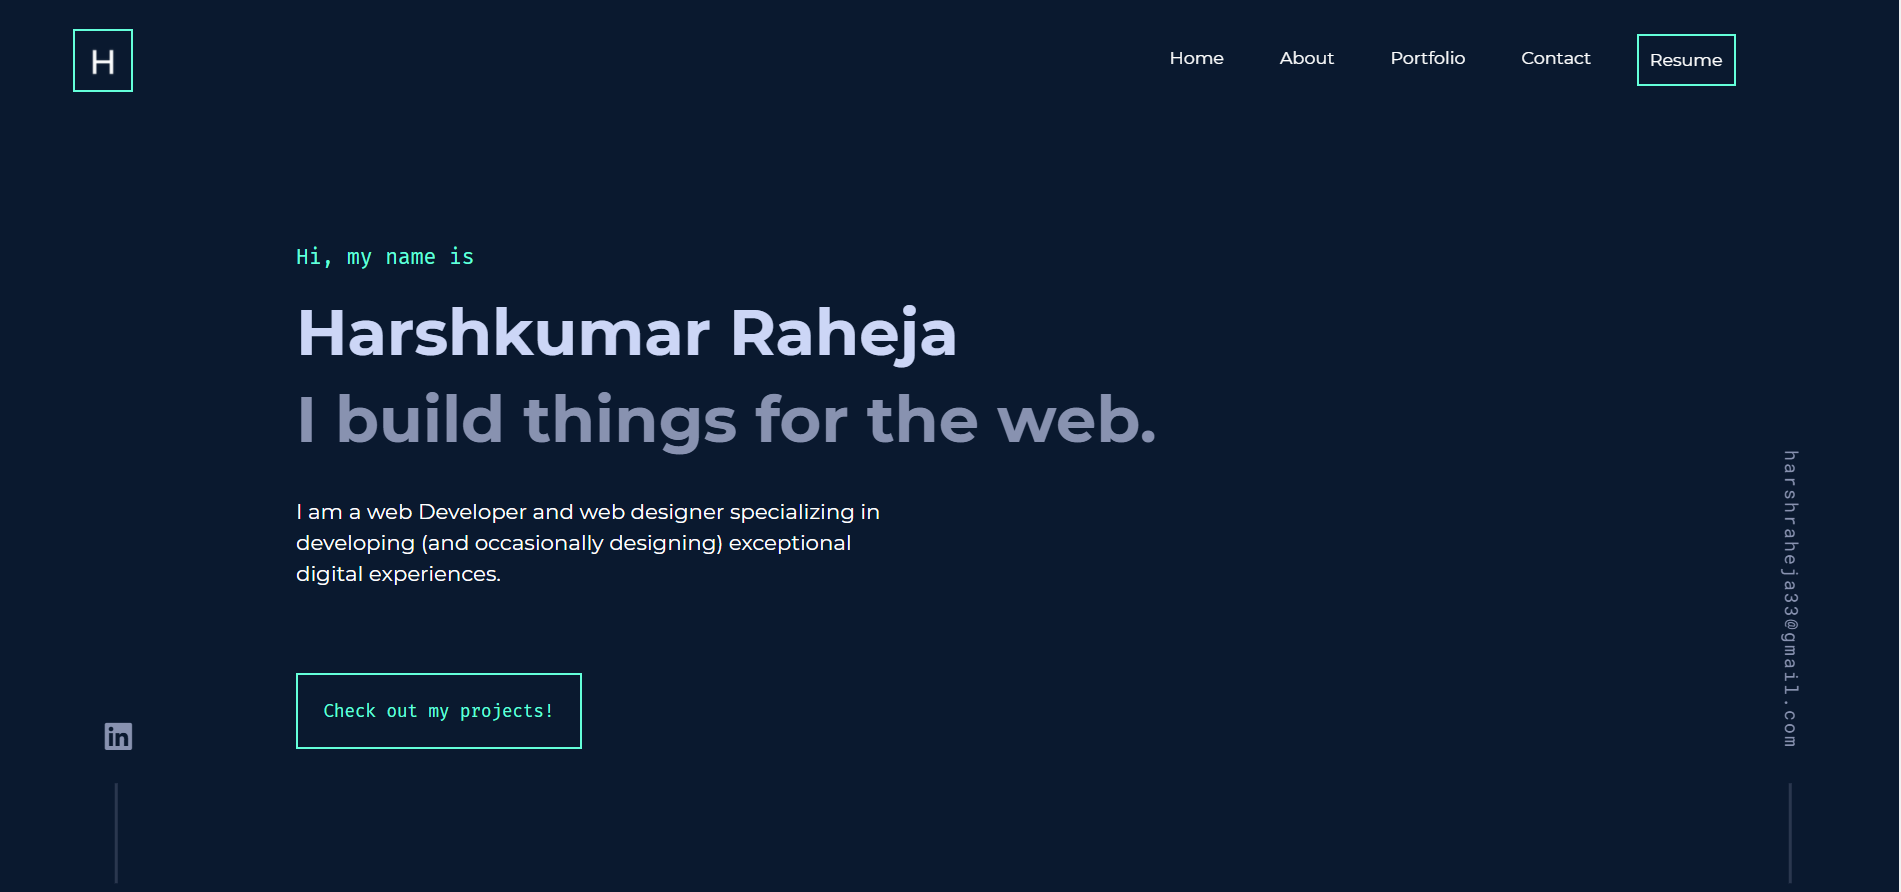 H
Home
About
Portfolio
Contact
Resume
Hi, my name is
Harshkumar Raheja
I build things for the web.
I am a web Developer and web designer specializing in
developing (and occasionally designing) exceptional
digital experiences.
Check out my projects!
in
harshraheja33@gmail.com